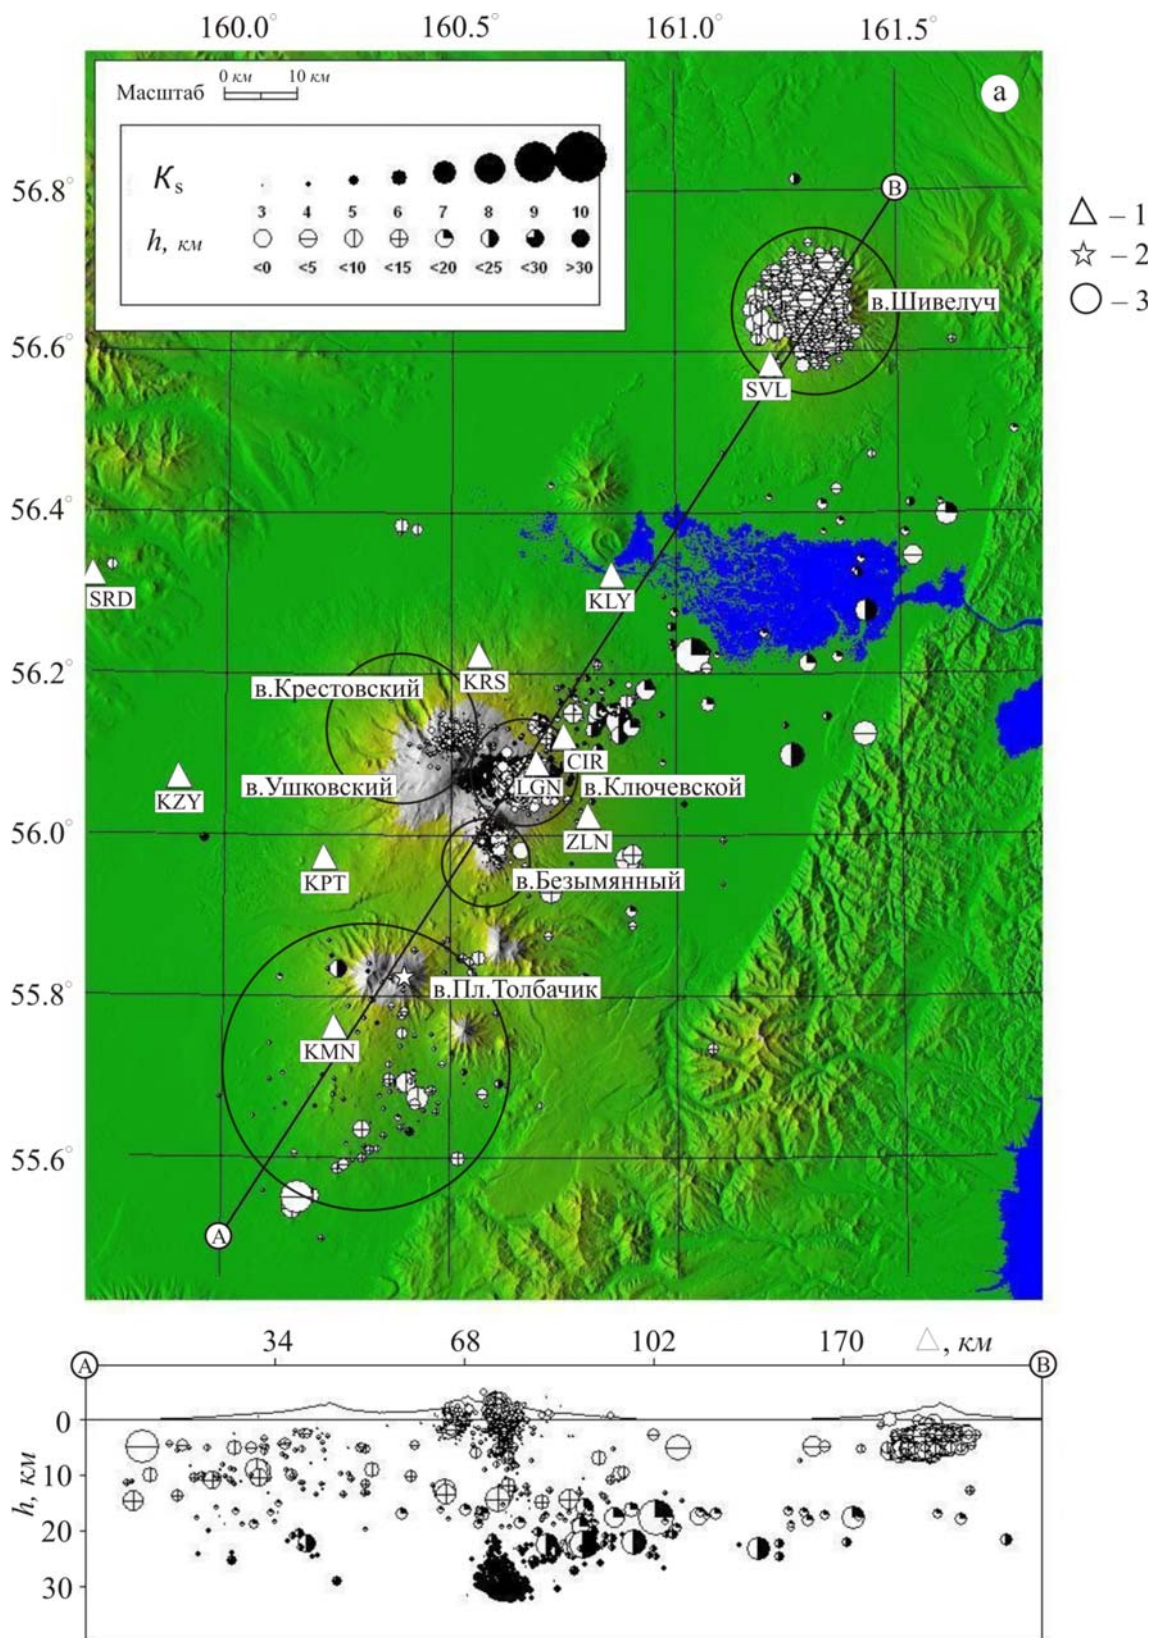 160.0° 160.5° 161.0° 161.5°
Масштаб 0 км 10 км
a
Ks
3 4 5 6 7 8 9 10
h, км
<0 <5 <10 <15 <20 <25 <30 >30
56.8°
B
△ – 1
☆ – 2
○ – 3
в.Шивелуч
56.6°
SVL
56.4°
SRD
KLY
56.2°
KRS
в.Крестовский
CIR
KZY
в.Ушковский
LGN
в.Ключевской
56.0°
ZLN
KPT
в.Безымянный
55.8°
в.Пл.Толбачик
KMN
55.6°
A
34 68 102 170 △, км
A B
0
10
20
30
h, км